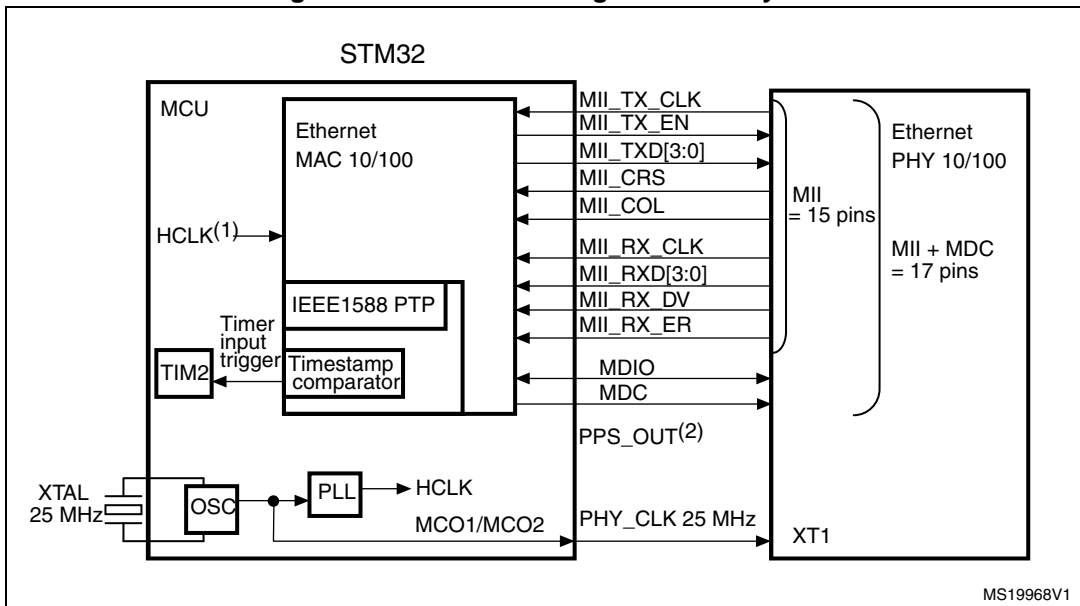 STM32
MCU
Ethernet
MAC 10/100
HCLK(1)
IEEE1588 PTP
Timer
input
trigger
Timestamp
comparator
TIM2
XTAL
25 MHz
OSC
PLL
HCLK
MCO1/MCO2
MII_TX_CLK
MII_TX_EN
MII_TXD[3:0]
MII_CRS
MII_COL
MII_RX_CLK
MII_RXD[3:0]
MII_RX_DV
MII_RX_ER
MDIO
MDC
PPS_OUT(2)
PHY_CLK 25 MHz
MII
= 15 pins
Ethernet
PHY 10/100
MII + MDC
= 17 pins
XT1
MS19968V1